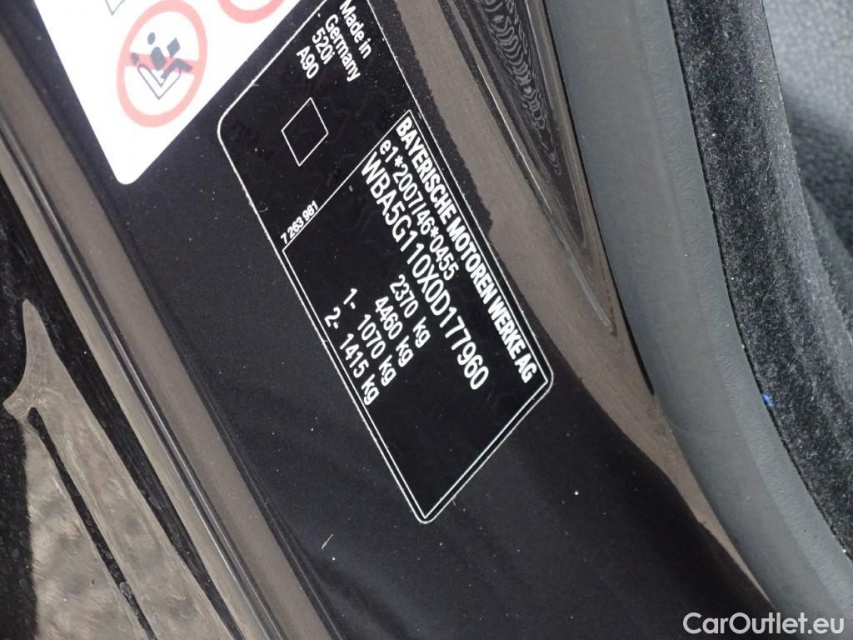 Made in
Germany
520i
A90
7 263 981
BAYERISCHE MOTOREN WERKE AG
e1*2007/46*0455
WBA5G110X0D177960
2370 kg
4460 kg
1- 1070 kg
2- 1415 kg
CarOutlet.eu